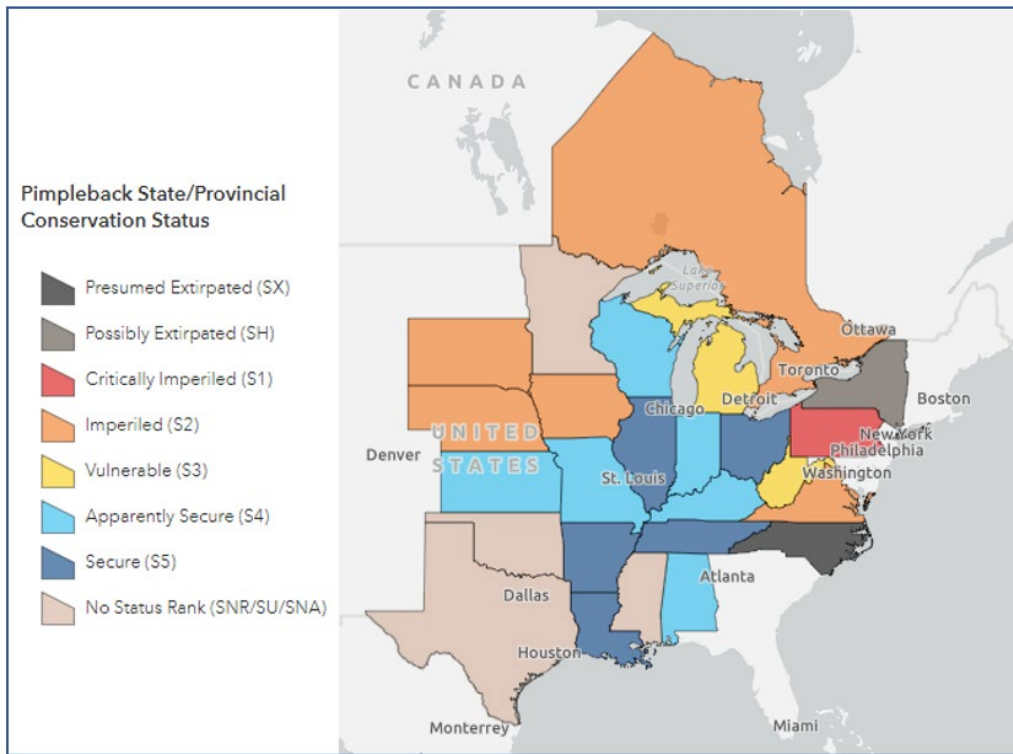 Pimpleback State/Provincial
Conservation Status
Presumed Extirpated (SX)
Possibly Extirpated (SH)
Critically Imperiled (S1)
Imperiled (S2)
Vulnerable (S3)
Apparently Secure (S4)
Secure (S5)
No Status Rank (SNR/SU/SNA)
CANADA
Lake
Superior
Ottawa
Toronto
Boston
Detroit
Chicago
New York
Philadelphia
UNITED
STATES
Denver
Washington
St. Louis
Atlanta
Dallas
Houston
Monterrey
Miami